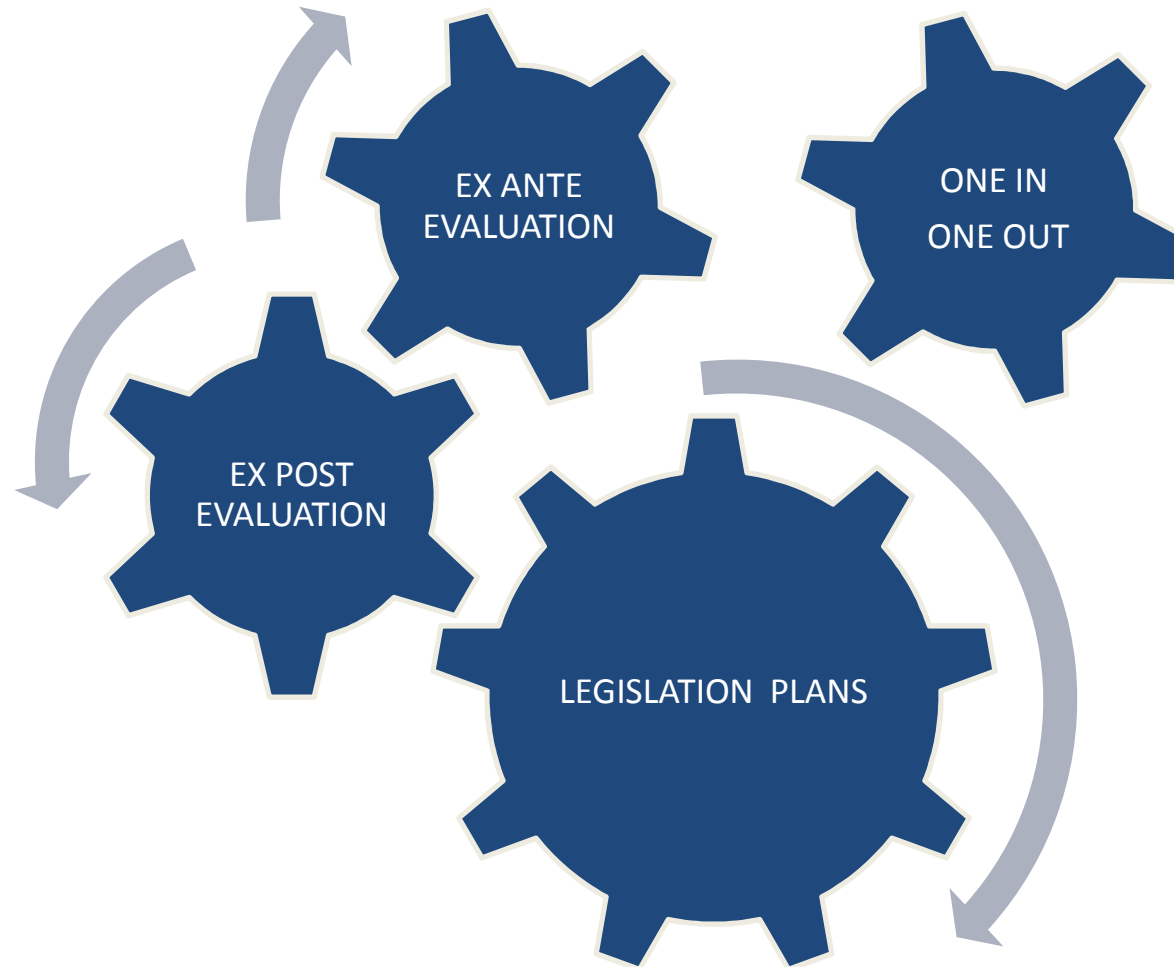 EX ANTE
EVALUATION
ONE IN
ONE OUT
EX POST
EVALUATION
LEGISLATION  PLANS